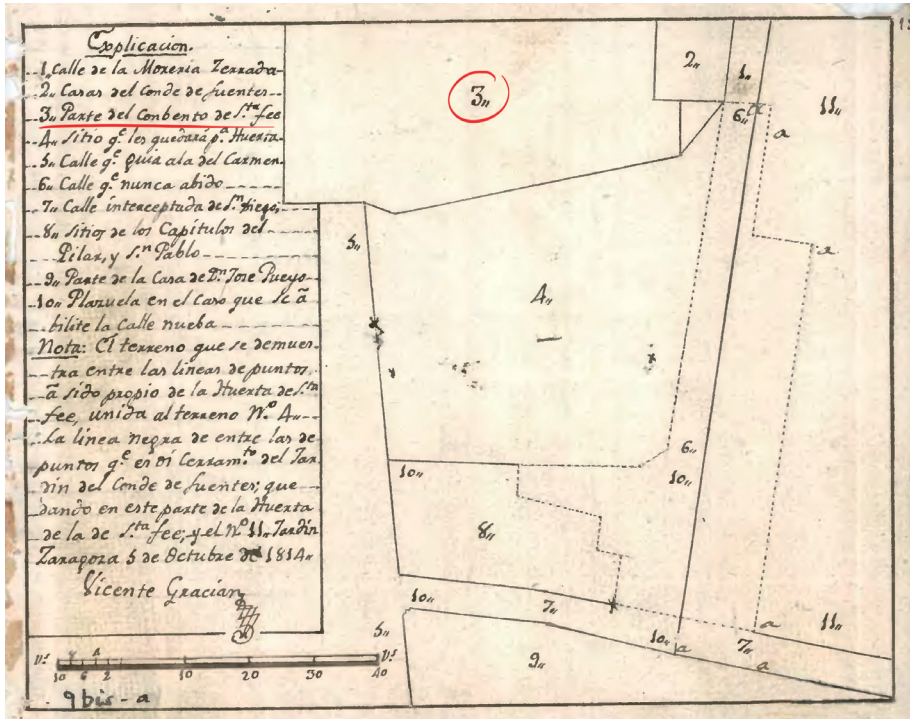 Explicacion.
1,, Calle de la Moreria Zerrada
2,, Casas del Conde de fuentes
3,, Parte del Conbento de S.ta fee
4,, Sitio q.e les quedará p.a Huerta
5,, Calle q.e guia ala del Carmen
6,, Calle q.e nunca abido
7,, Calle interceptada de S.n Diego,
8,, Sitios de los Capitulos del
Pilar, y S.n Pablo
9,, Parte de la Casa de D.n Jose Pueyo
10,, Plazuela en el caso que se ā
bilite la Calle nueba
Nota: El terreno que se demues-
tra entre las lineas de puntos
ā sido propio de la Huerta de S.ta
fee, unida al terreno N.o 4,,
La linea negra de entre las de
puntos q.e es oi Cerram.to del Jar
din del Conde de fuentes; que
dando en este parte de la Huerta
de la de S.ta fee; y el N.o 11,, Jardin
Zaragoza 5 de Octubre de 1814,,
Vicente Gracián
V.s
10 6 2 10 20 30 40
V.s
9 bis - a
2,,
1,,
3,,
11,,
6,,
a
a
5,,
a
4,,
6,,
10,,
10,,
8,,
10,,
7,,
5,,
11,,
a
10,,
a
7,,
a
9,,